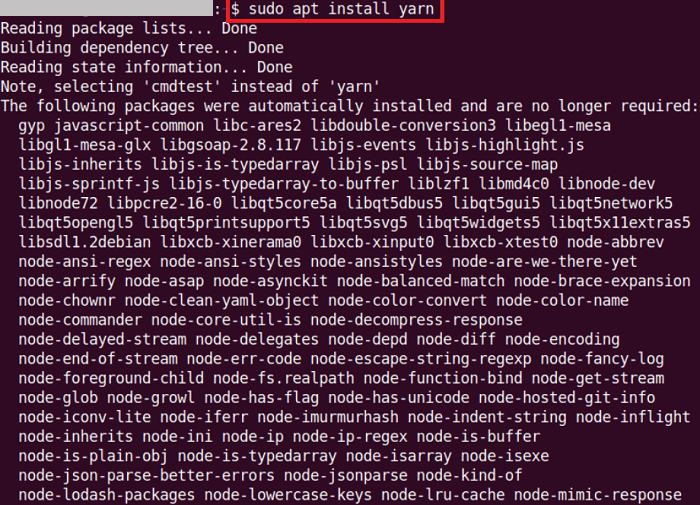 :~$ sudo apt install yarn
Reading package lists... Done
Building dependency tree... Done
Reading state information... Done
Note, selecting 'cmdtest' instead of 'yarn'
The following packages were automatically installed and are no longer required:
gyp javascript-common libc-ares2 libdouble-conversion3 libegl1-mesa
libgl1-mesa-glx libgsoap-2.8.117 libjs-events libjs-highlight.js
libjs-inherits libjs-is-typedarray libjs-psl libjs-source-map
libjs-sprintf-js libjs-typedarray-to-buffer liblzf1 libmd4c0 libnode-dev
libnode72 libpcre2-16-0 libqt5core5a libqt5dbus5 libqt5gui5 libqt5network5
libqt5opengl5 libqt5printsupport5 libqt5svg5 libqt5widgets5 libqt5x11extras5
libsdl1.2debian libxcb-xinerama0 libxcb-xinput0 libxcb-xtest0 node-abbrev
node-ansi-regex node-ansi-styles node-ansistyles node-are-we-there-yet
node-arrify node-asap node-asynckit node-balanced-match node-brace-expansion
node-chownr node-clean-yaml-object node-color-convert node-color-name
node-commander node-core-util-is node-decompress-response
node-delayed-stream node-delegates node-depd node-diff node-encoding
node-end-of-stream node-err-code node-escape-string-regexp node-fancy-log
node-foreground-child node-fs.realpath node-function-bind node-get-stream
node-glob node-growl node-has-flag node-has-unicode node-hosted-git-info
node-iconv-lite node-iferr node-imurmurhash node-indent-string node-inflight
node-inherits node-ini node-ip node-ip-regex node-is-buffer
node-is-plain-obj node-is-typedarray node-isarray node-isexe
node-json-parse-better-errors node-jsonparse node-kind-of
node-lodash-packages node-lowercase-keys node-lru-cache node-mimic-response